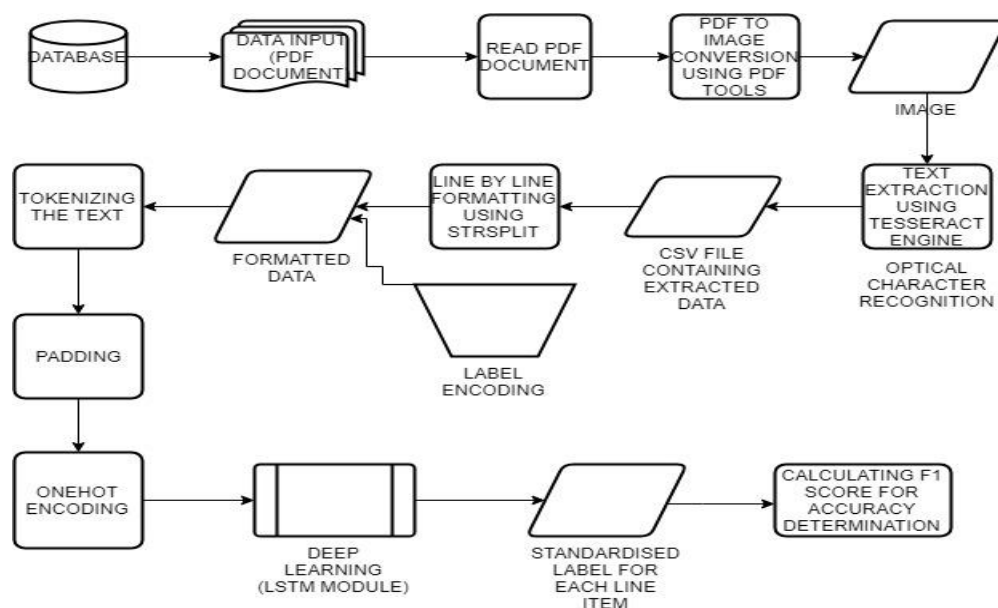 DATABASE
DATA INPUT
(PDF
DOCUMENT
READ PDF
DOCUMENT
PDF TO
IMAGE
CONVERSION
USING PDF
TOOLS
IMAGE
TEXT
EXTRACTION
USING
TESSERACT
ENGINE
OPTICAL
CHARACTER
RECOGNITION
CSV FILE
CONTAINING
EXTRACTED
DATA
LINE BY LINE
FORMATTING
USING
STRSPLIT
FORMATTED
DATA
LABEL
ENCODING
TOKENIZING
THE TEXT
PADDING
ONEHOT
ENCODING
DEEP
LEARNING
(LSTM MODULE)
STANDARDISED
LABEL FOR
EACH LINE
ITEM
CALCULATING F1
SCORE FOR
ACCURACY
DETERMINATION